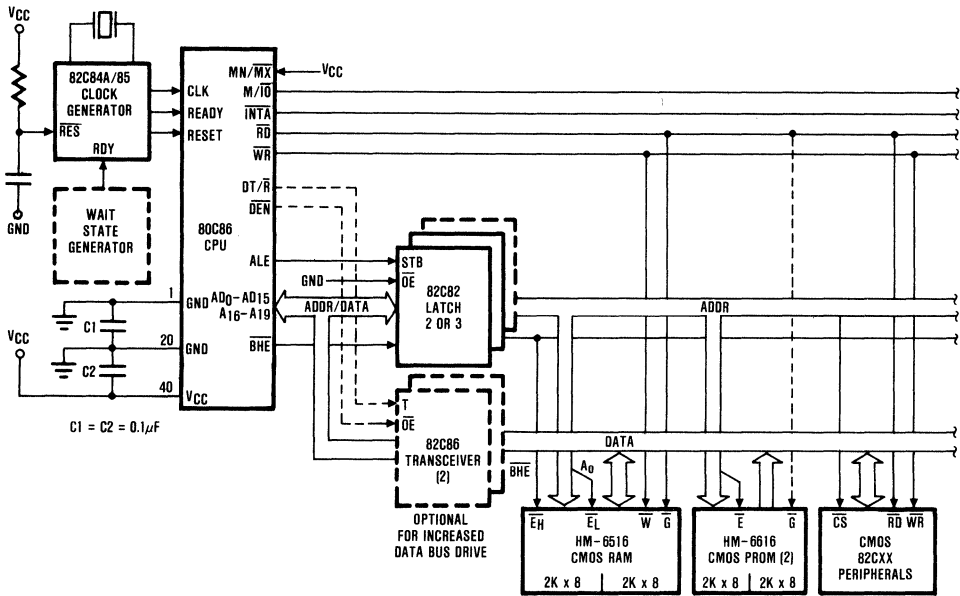 VCC
82C84A/85
CLOCK
GENERATOR
RES
RDY
GND
WAIT
STATE
GENERATOR
CLK
READY
RESET
MN/MX
VCC
M/IO
INTA
RD
WR
DT/R
DEN
80C86
CPU
ALE
STB
GND
OE
82C82
LATCH
2 OR 3
1
GND
AD0–AD15
A16–A19
ADDR/DATA
ADDR
C1
20
GND
BHE
VCC
C2
40
VCC
C1 = C2 = 0.1µF
T
OE
82C86
TRANSCEIVER
(2)
DATA
BHE
A0
OPTIONAL
FOR INCREASED
DATA BUS DRIVE
EH
EL
W
G
HM-6516
CMOS RAM
2K x 8
2K x 8
E
G
HM-6616
CMOS PROM (2)
2K x 8
2K x 8
CS
RD
WR
CMOS
82CXX
PERIPHERALS